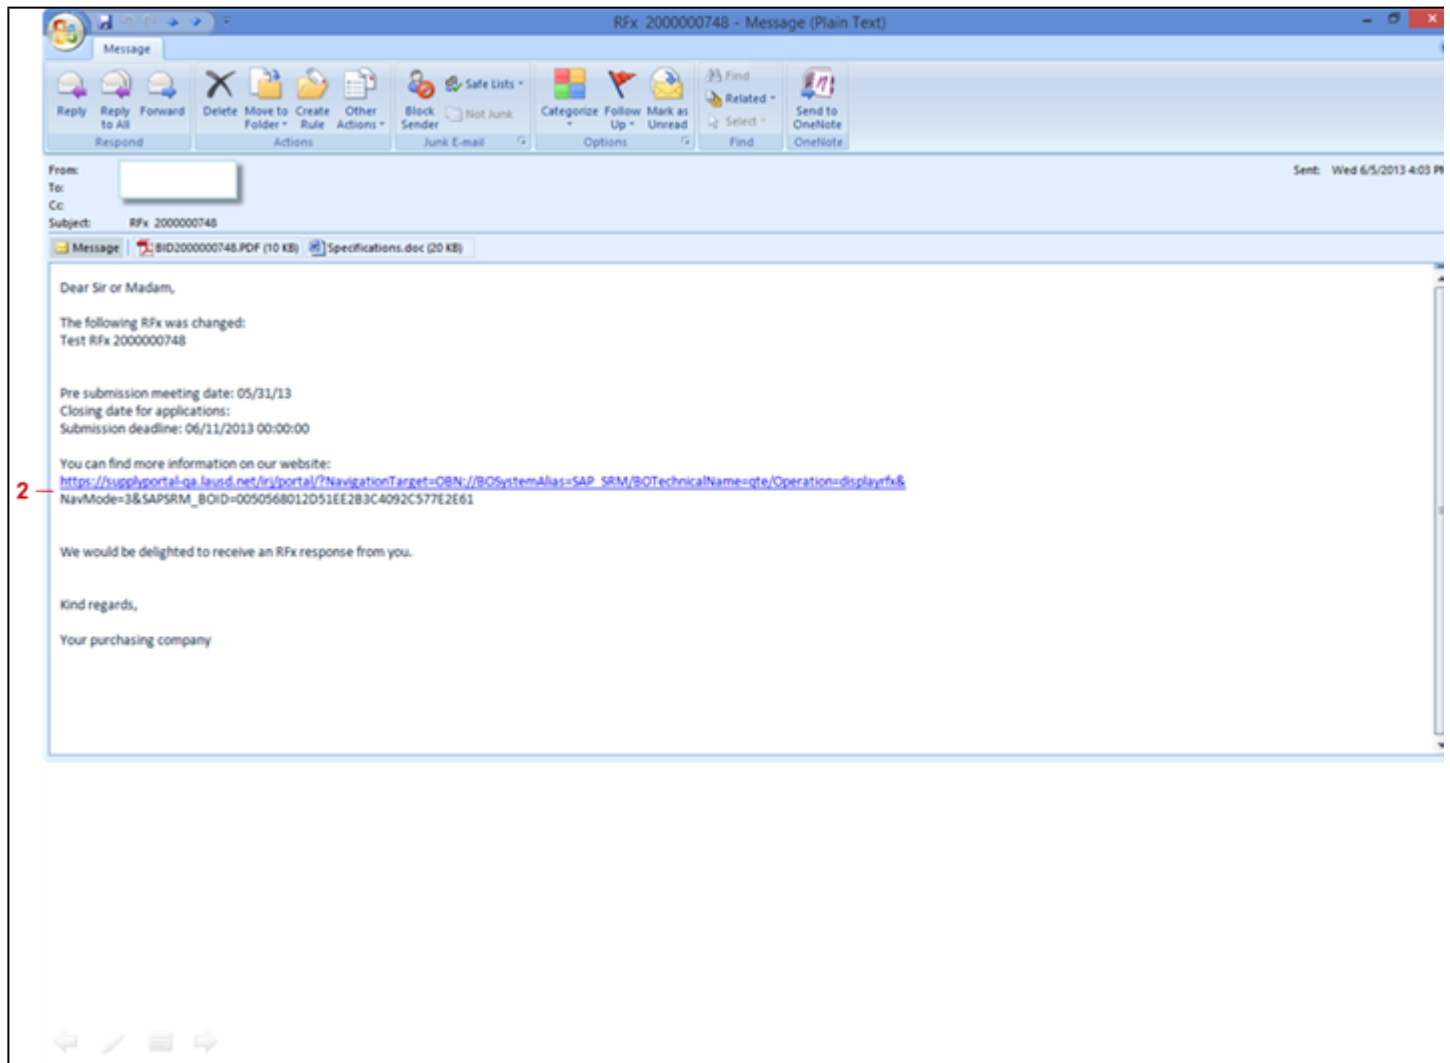 RFx 2000000748 - Message (Plain Text)
Message
Reply
Reply to All
Forward
Respond
Delete
Move to Folder
Create Rule
Other Actions
Actions
Block Sender
Safe Lists
Not Junk
Junk E-mail
Categorize
Follow Up
Mark as Unread
Options
Find
Related
Select
Find
Send to OneNote
OneNote
From:
Sent: Wed 6/5/2013 4:03 PM
To:
Cc:
Subject: RFx 2000000748
Message BID2000000748.PDF (10 KB) Specifications.doc (20 KB)
Dear Sir or Madam,
The following RFx was changed:
Test RFx 2000000748
Pre submission meeting date: 05/31/13
Closing date for applications:
Submission deadline: 06/11/2013 00:00:00
You can find more information on our website:
https://supplyportal-qa.lausd.net/irj/portal/?NavigationTarget=OBN://BOSystemAlias=SAP_SRM/BOTechnicalName=qte/Operation=displayrfx&
2
NavMode=3&SAPSRM_BOID=0050568012D51EE2B3C4092C577E2E61
We would be delighted to receive an RFx response from you.
Kind regards,
Your purchasing company